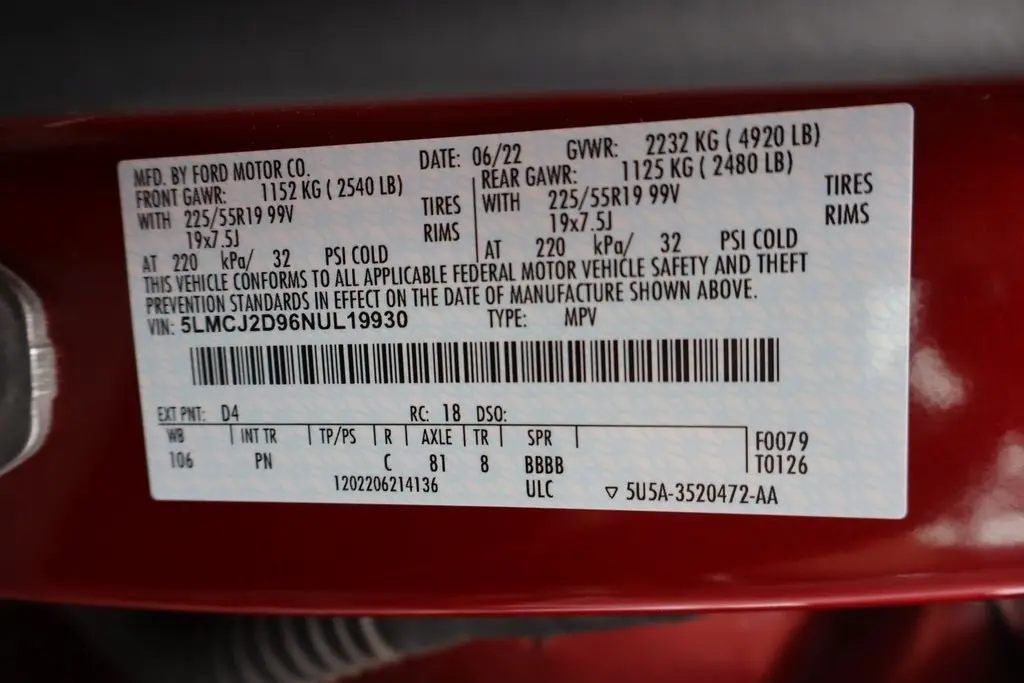 MFD. BY FORD MOTOR CO. DATE: 06/22 GVWR: 2232 KG ( 4920 LB)
FRONT GAWR: 1152 KG ( 2540 LB) REAR GAWR: 1125 KG ( 2480 LB)
WITH 225/55R19 99V TIRES WITH 225/55R19 99V TIRES
19x7.5J RIMS 19x7.5J RIMS
AT 220 kPa/ 32 PSI COLD AT 220 kPa/ 32 PSI COLD
THIS VEHICLE CONFORMS TO ALL APPLICABLE FEDERAL MOTOR VEHICLE SAFETY AND THEFT
PREVENTION STANDARDS IN EFFECT ON THE DATE OF MANUFACTURE SHOWN ABOVE.
VIN: 5LMCJ2D96NUL19930 TYPE: MPV
EXT PNT: D4 RC: 18 DSO:
WB INT TR TP/PS R AXLE TR SPR F0079
106 PN C 81 8 BBBB T0126
1202206214136 ULC ▽ 5U5A-3520472-AA